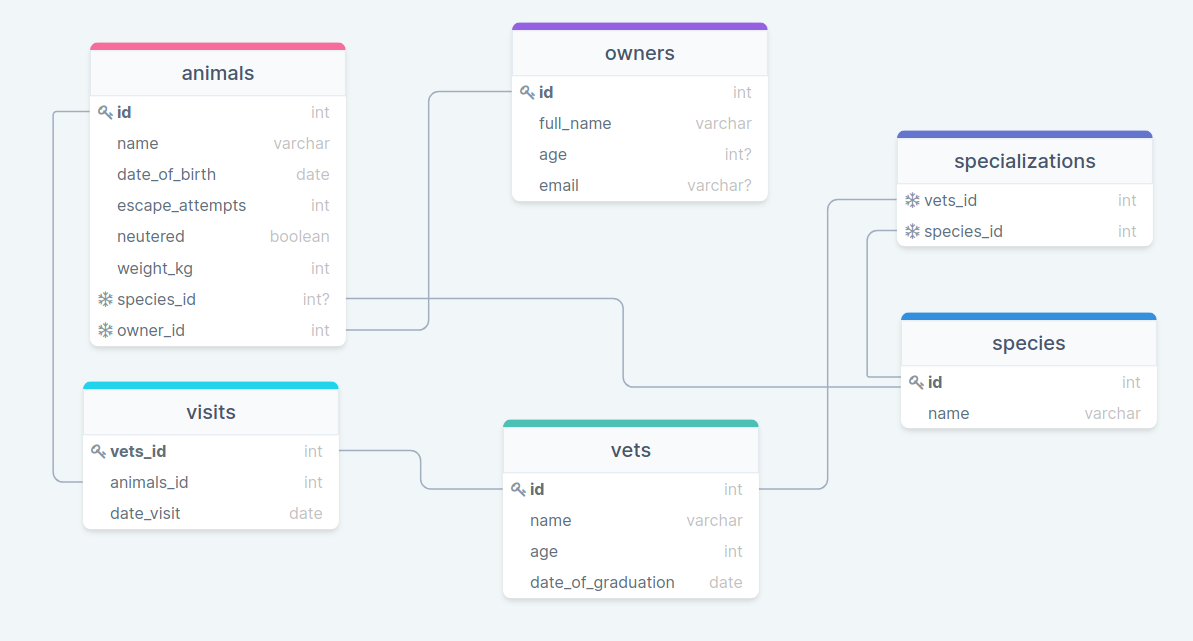 animals
id int
name varchar
date_of_birth date
escape_attempts int
neutered boolean
weight_kg int
species_id int?
owner_id int
owners
id int
full_name varchar
age int?
email varchar?
specializations
vets_id int
species_id int
species
id int
name varchar
visits
vets_id int
animals_id int
date_visit date
vets
id int
name varchar
age int
date_of_graduation date